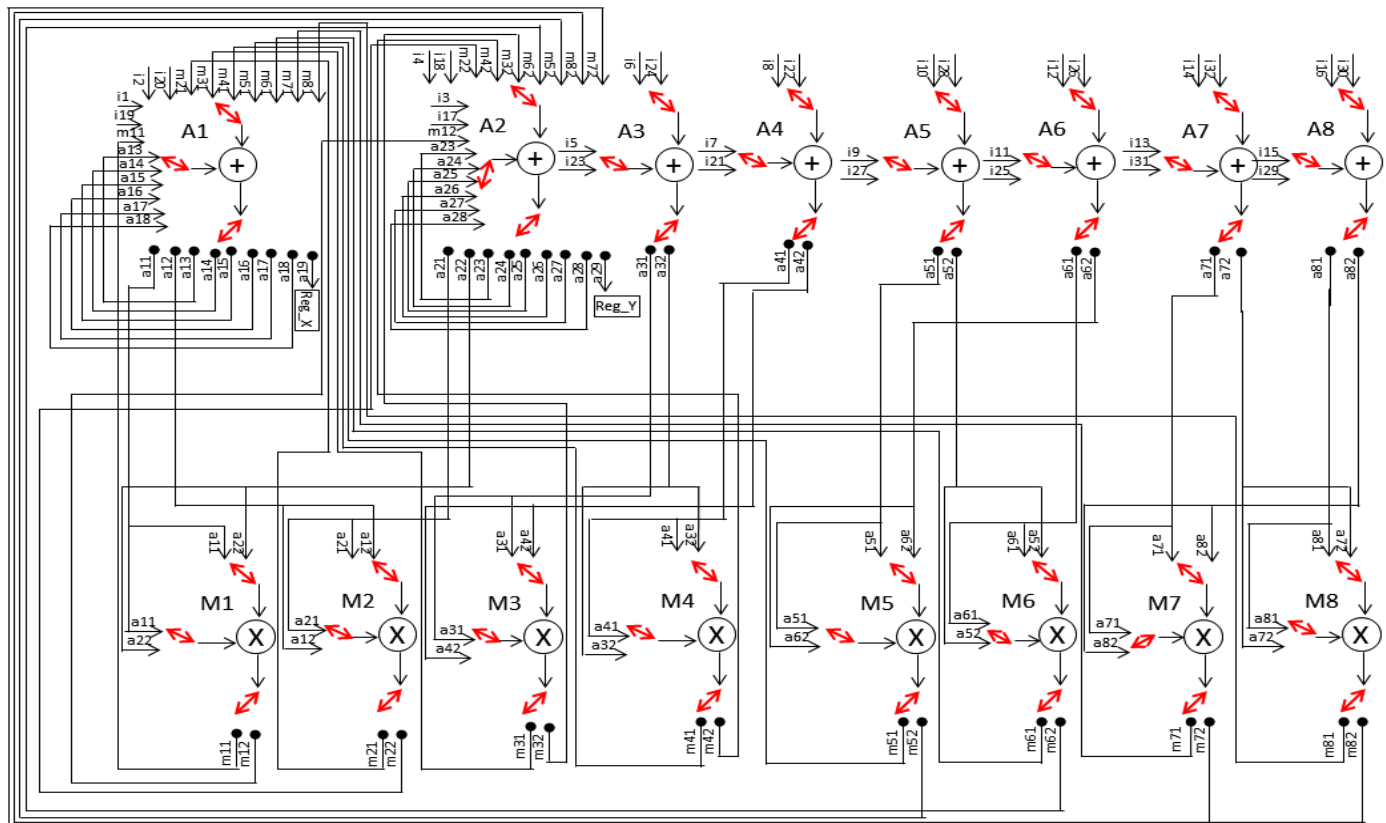 i2 i20 m21 m31 m41 m51 m61 m71 m8
i1
i19
m11
a13
a14
a15
a16
a17
a18
A1
+
a11 a12 a13 a14 a15 a16 a17 a18 a19
Reg_X
i4 i18 m22 m42 m32 m62 m52 m82 m72
i3
i17
m12
a23
a24
a25
a26
a27
a28
A2
+
a21 a22 a23 a24 a25 a26 a27 a28 a29
Reg_Y
i6 i24
i5
i23
A3
+
a31 a32
i8 i22
i7
i21
A4
+
a41 a42
i10 i28
i9
i27
A5
+
a51 a52
i12 i26
i11
i25
A6
+
a61 a62
i14 i32
i13
i31
A7
+
a71 a72
i16 i30
i15
i29
A8
+
a81 a82
a11 a22
M1
a11
a22
X
m11 m12
a21 a12
M2
a21
a12
X
m21 m22
a31 a42
M3
a31
a42
X
m31 m32
a41 a32
M4
a41
a32
X
m41 m42
a51 a62
M5
a51
a62
X
m51 m52
a61 a52
M6
a61
a52
X
m61 m62
a71 a82
M7
a71
a82
X
m71 m72
a81 a72
M8
a81
a72
X
m81 m82